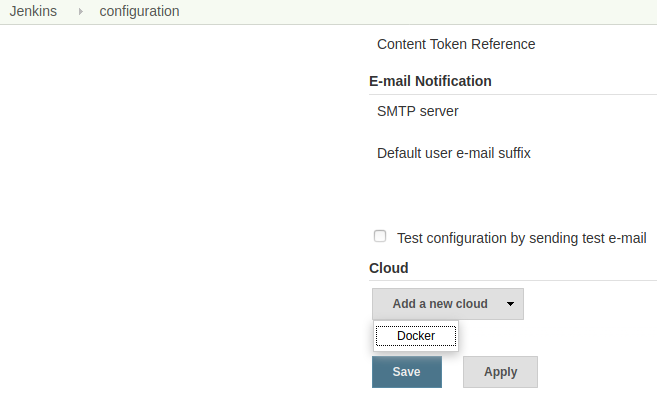 Jenkins configuration
Content Token Reference
E-mail Notification
SMTP server
Default user e-mail suffix
Test configuration by sending test e-mail
Cloud
Add a new cloud
Docker
Save Apply